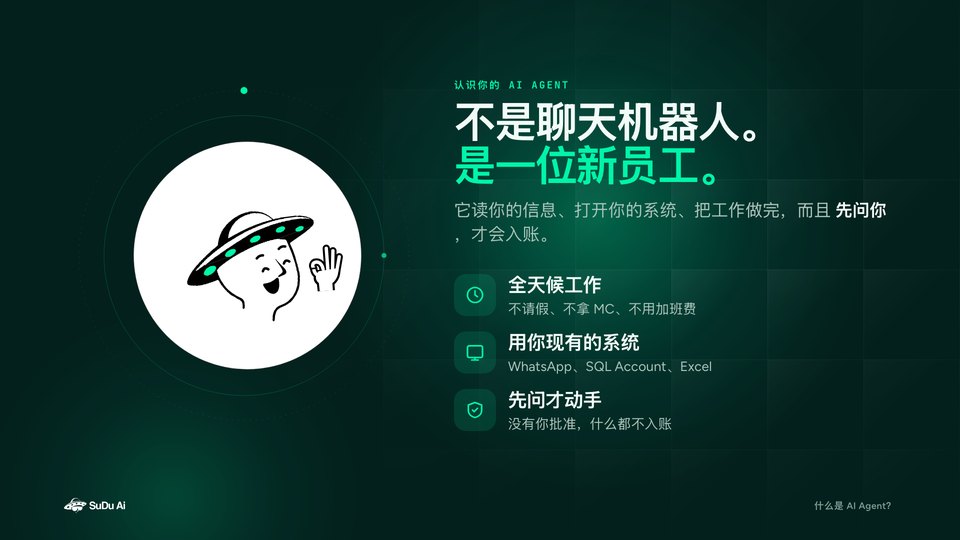 认识你的 AI AGENT
不是聊天机器人。
是一位新员工。
它读你的信息、打开你的系统、把工作做完，而且 先问你
，才会入账。
全天候工作
不请假、不拿 MC、不用加班费
用你现有的系统
WhatsApp、SQL Account、Excel
先问才动手
没有你批准，什么都不入账
SuDu Ai
什么是 AI Agent?